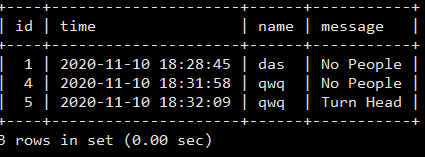 +----+---------------------+------+-----------+
| id | time | name | message |
+----+---------------------+------+-----------+
| 1 | 2020-11-10 18:28:45 | das | No People |
| 4 | 2020-11-10 18:31:58 | qwq | No People |
| 5 | 2020-11-10 18:32:09 | qwq | Turn Head |
+----+---------------------+------+-----------+
3 rows in set (0.00 sec)